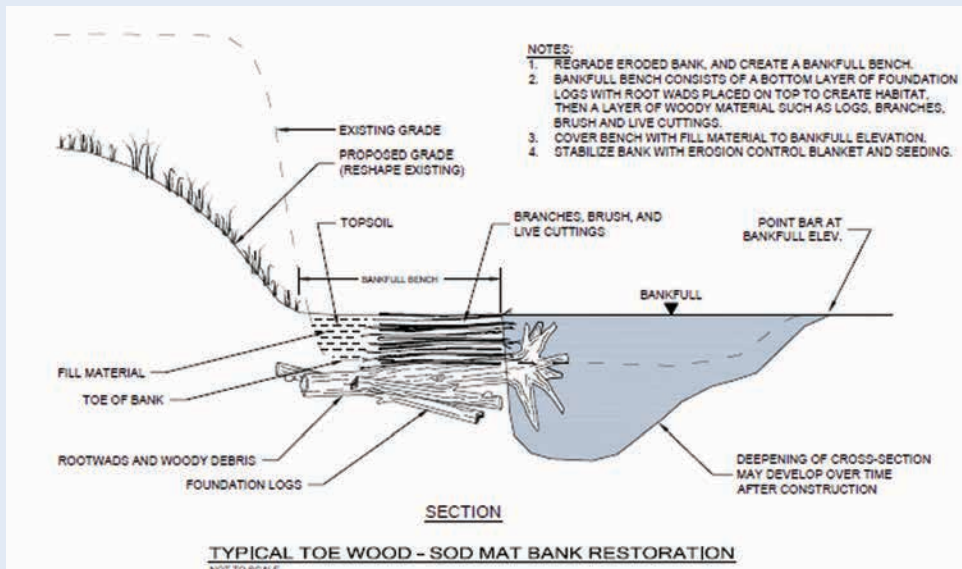 NOTES:
1. REGRADE ERODED BANK, AND CREATE A BANKFULL BENCH.
2. BANKFULL BENCH CONSISTS OF A BOTTOM LAYER OF FOUNDATION
LOGS WITH ROOT WADS PLACED ON TOP TO CREATE HABITAT,
THEN A LAYER OF WOODY MATERIAL SUCH AS LOGS, BRANCHES,
BRUSH AND LIVE CUTTINGS.
3. COVER BENCH WITH FILL MATERIAL TO BANKFULL ELEVATION.
4. STABILIZE BANK WITH EROSION CONTROL BLANKET AND SEEDING.
EXISTING GRADE
PROPOSED GRADE
(RESHAPE EXISTING)
TOPSOIL
BRANCHES, BRUSH, AND
LIVE CUTTINGS
POINT BAR AT
BANKFULL ELEV.
BANKFULL BENCH
BANKFULL
FILL MATERIAL
TOE OF BANK
ROOTWADS AND WOODY DEBRIS
FOUNDATION LOGS
DEEPENING OF CROSS-SECTION
MAY DEVELOP OVER TIME
AFTER CONSTRUCTION
SECTION
TYPICAL TOE WOOD - SOD MAT BANK RESTORATION
NOT TO SCALE